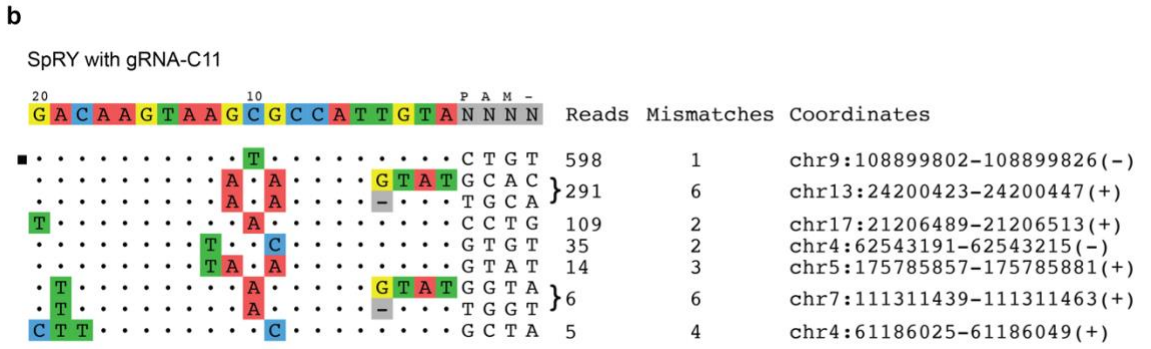 b
SpRY with gRNA-C11
20 10 P A M -
G A C A A G T A A G C G C C A T T G T A N N N N Reads Mismatches Coordinates
■ · · · · · · · · · · T · · · · · · · · · C T G T 598 1 chr9:108899802-108899826(-)
· · · · · · · · · A · A · · · · G T A T G C A C } 291 6 chr13:24200423-24200447(+)
· · · · · · · · · A · A · · · · - · · · T G C A
T · · · · · · · · · A · · · · · · · · · C C T G 109 2 chr17:21206489-21206513(+)
· · · · · · · · T · · C · · · · · · · · G T G T 35 2 chr4:62543191-62543215(-)
· · · · · · · · T A · A · · · · · · · · G T A T 14 3 chr5:175785857-175785881(+)
· T · · · · · · · · A · · · · · G T A T G G T A } 6 6 chr7:111311439-111311463(+)
· T · · · · · · · · A · · · · · - · · · T G G T
C T T · · · · · · · · C · · · · · · · · G C T A 5 4 chr4:61186025-61186049(+)